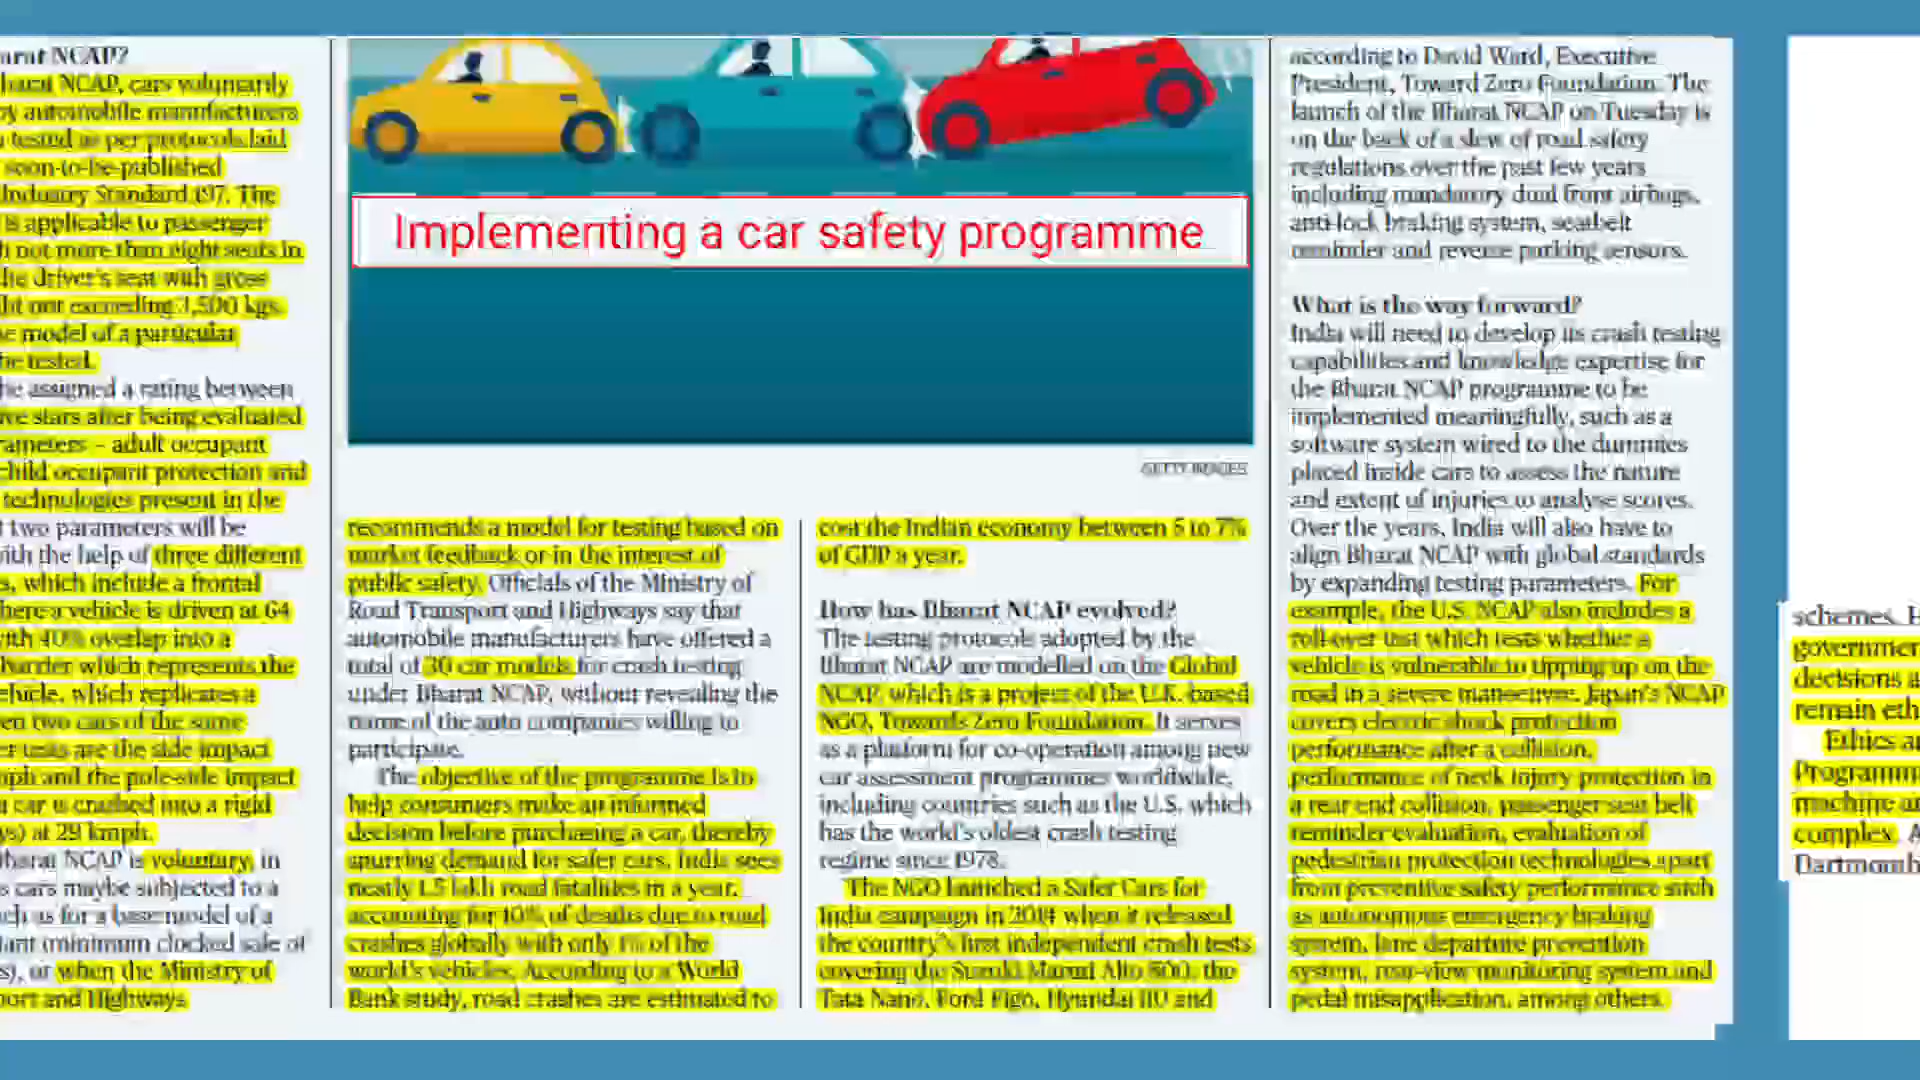 arat NCAP?
harat NCAP, cars voluntarily
by automobile manufacturers
tested as per protocols laid
soon-to-be-published
Industry Standard 197. The
is applicable to passenger
h not more than eight seats in
he driver's seat with gross
ht not exceeding 3,500 kgs.
e model of a particular
be tested.
be assigned a rating between
ve stars after being evaluated
rameters – adult occupant
child occupant protection and
technologies present in the
t two parameters will be
with the help of three different
s, which include a frontal
here a vehicle is driven at 64
with 40% overlap into a
barrier which represents the
ehicle, which replicates a
en two cars of the same
er tests are the side impact
mph and the pole-side impact
a car is crashed into a rigid
ys) at 29 kmph.
Bharat NCAP is voluntary, in
s cars maybe subjected to a
ch as for a base model of a
iant (minimum clocked sale of
s), or when the Ministry of
port and Highways
Implementing a car safety programme
GETTY IMAGES
recommends a model for testing based on
market feedback or in the interest of
public safety. Officials of the Ministry of
Road Transport and Highways say that
automobile manufacturers have offered a
total of 30 car models for crash testing
under Bharat NCAP, without revealing the
name of the auto companies willing to
participate.
The objective of the programme is to
help consumers make an informed
decision before purchasing a car, thereby
spurring demand for safer cars. India sees
nearly 1.5 lakh road fatalities in a year,
accounting for 10% of deaths due to road
crashes globally with only 1% of the
world's vehicles. According to a World
Bank study, road crashes are estimated to
cost the Indian economy between 5 to 7%
of GDP a year.
How has Bharat NCAP evolved?
The testing protocols adopted by the
Bharat NCAP are modelled on the Global
NCAP, which is a project of the U.K.-based
NGO, Towards Zero Foundation. It serves
as a platform for co-operation among new
car assessment programmes worldwide,
including countries such as the U.S. which
has the world's oldest crash testing
regime since 1978.
The NGO launched a Safer Cars for
India campaign in 2014 when it released
the country's first independent crash tests
covering the Suzuki Maruti Alto 800, the
Tata Nano, Ford Figo, Hyundai i10 and
according to David Ward, Executive
President, Toward Zero Foundation. The
launch of the Bharat NCAP on Tuesday is
on the back of a slew of road safety
regulations over the past few years
including mandatory dual front airbags,
anti-lock braking system, seatbelt
reminder and reverse parking sensors.
What is the way forward?
India will need to develop its crash testing
capabilities and knowledge expertise for
the Bharat NCAP programme to be
implemented meaningfully, such as a
software system wired to the dummies
placed inside cars to assess the nature
and extent of injuries to analyse scores.
Over the years, India will also have to
align Bharat NCAP with global standards
by expanding testing parameters. For
example, the U.S. NCAP also includes a
roll-over test which tests whether a
vehicle is vulnerable to tipping up on the
road in a severe manoeuvre. Japan's NCAP
covers electric shock protection
performance after a collision,
performance of neck injury protection in
a rear-end collision, passenger seat belt
reminder evaluation, evaluation of
pedestrian protection technologies apart
from preventive safety performance such
as autonomous emergency braking
system, lane departure prevention
system, rear-view monitoring system and
pedal misapplication, among others.
schemes. H
governmen
decisions a
remain eth
Ethics a
Programm
machine a
complex. A
Dartmouth